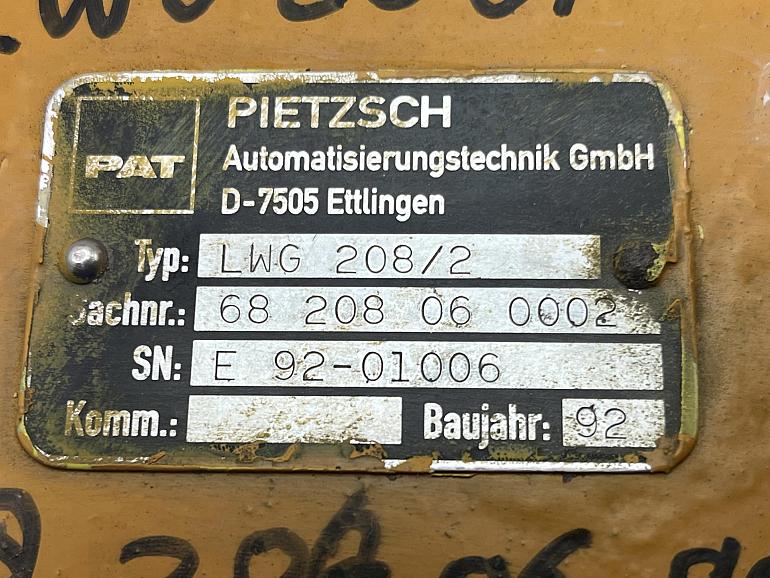 PAT
PIETZSCH
Automatisierungstechnik GmbH
D-7505 Ettlingen
Typ: LWG 208/2
Sachnr.: 68 208 06 0002
SN: E 92-01006
Komm.:
Baujahr: 92